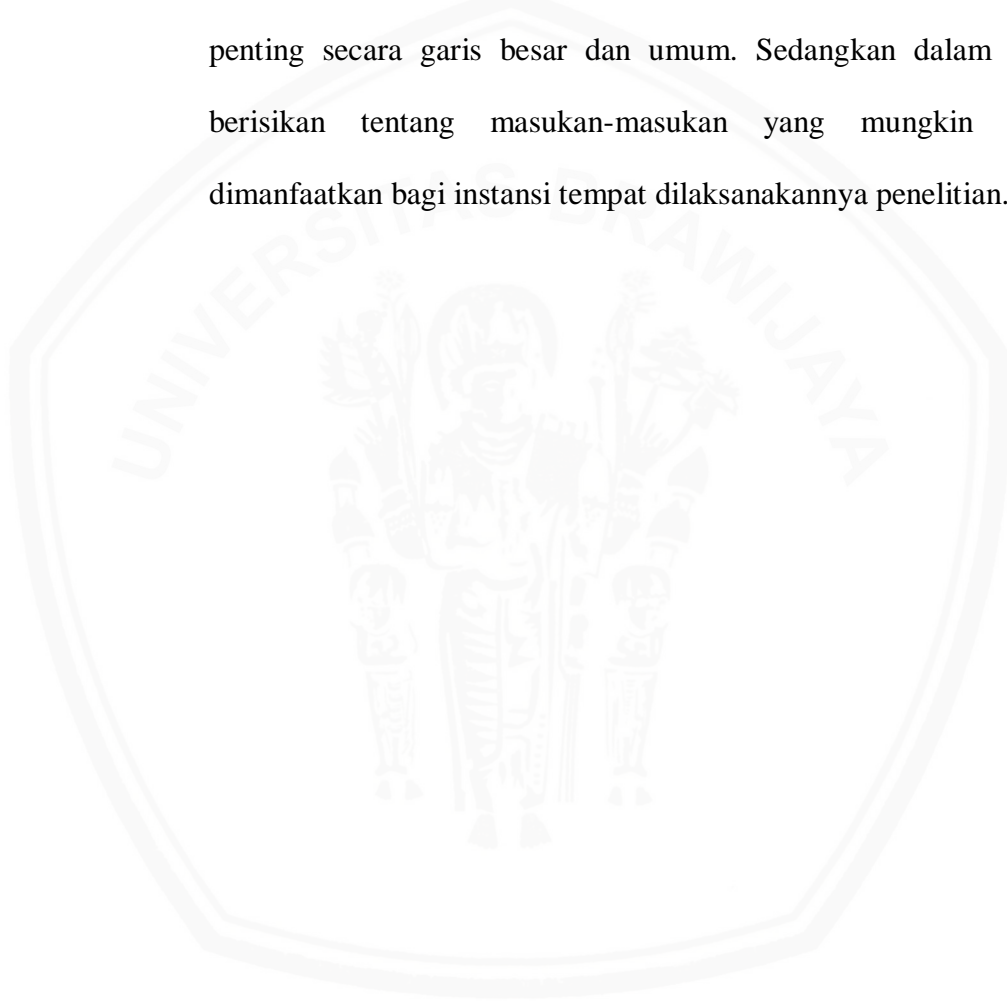 penting secara garis besar dan umum. Sedangkan dalam
berisikan tentang masukan-masukan yang mungkin
dimanfaatkan bagi instansi tempat dilaksanakannya penelitian.
UNIVERSITAS BRAWIJAYA